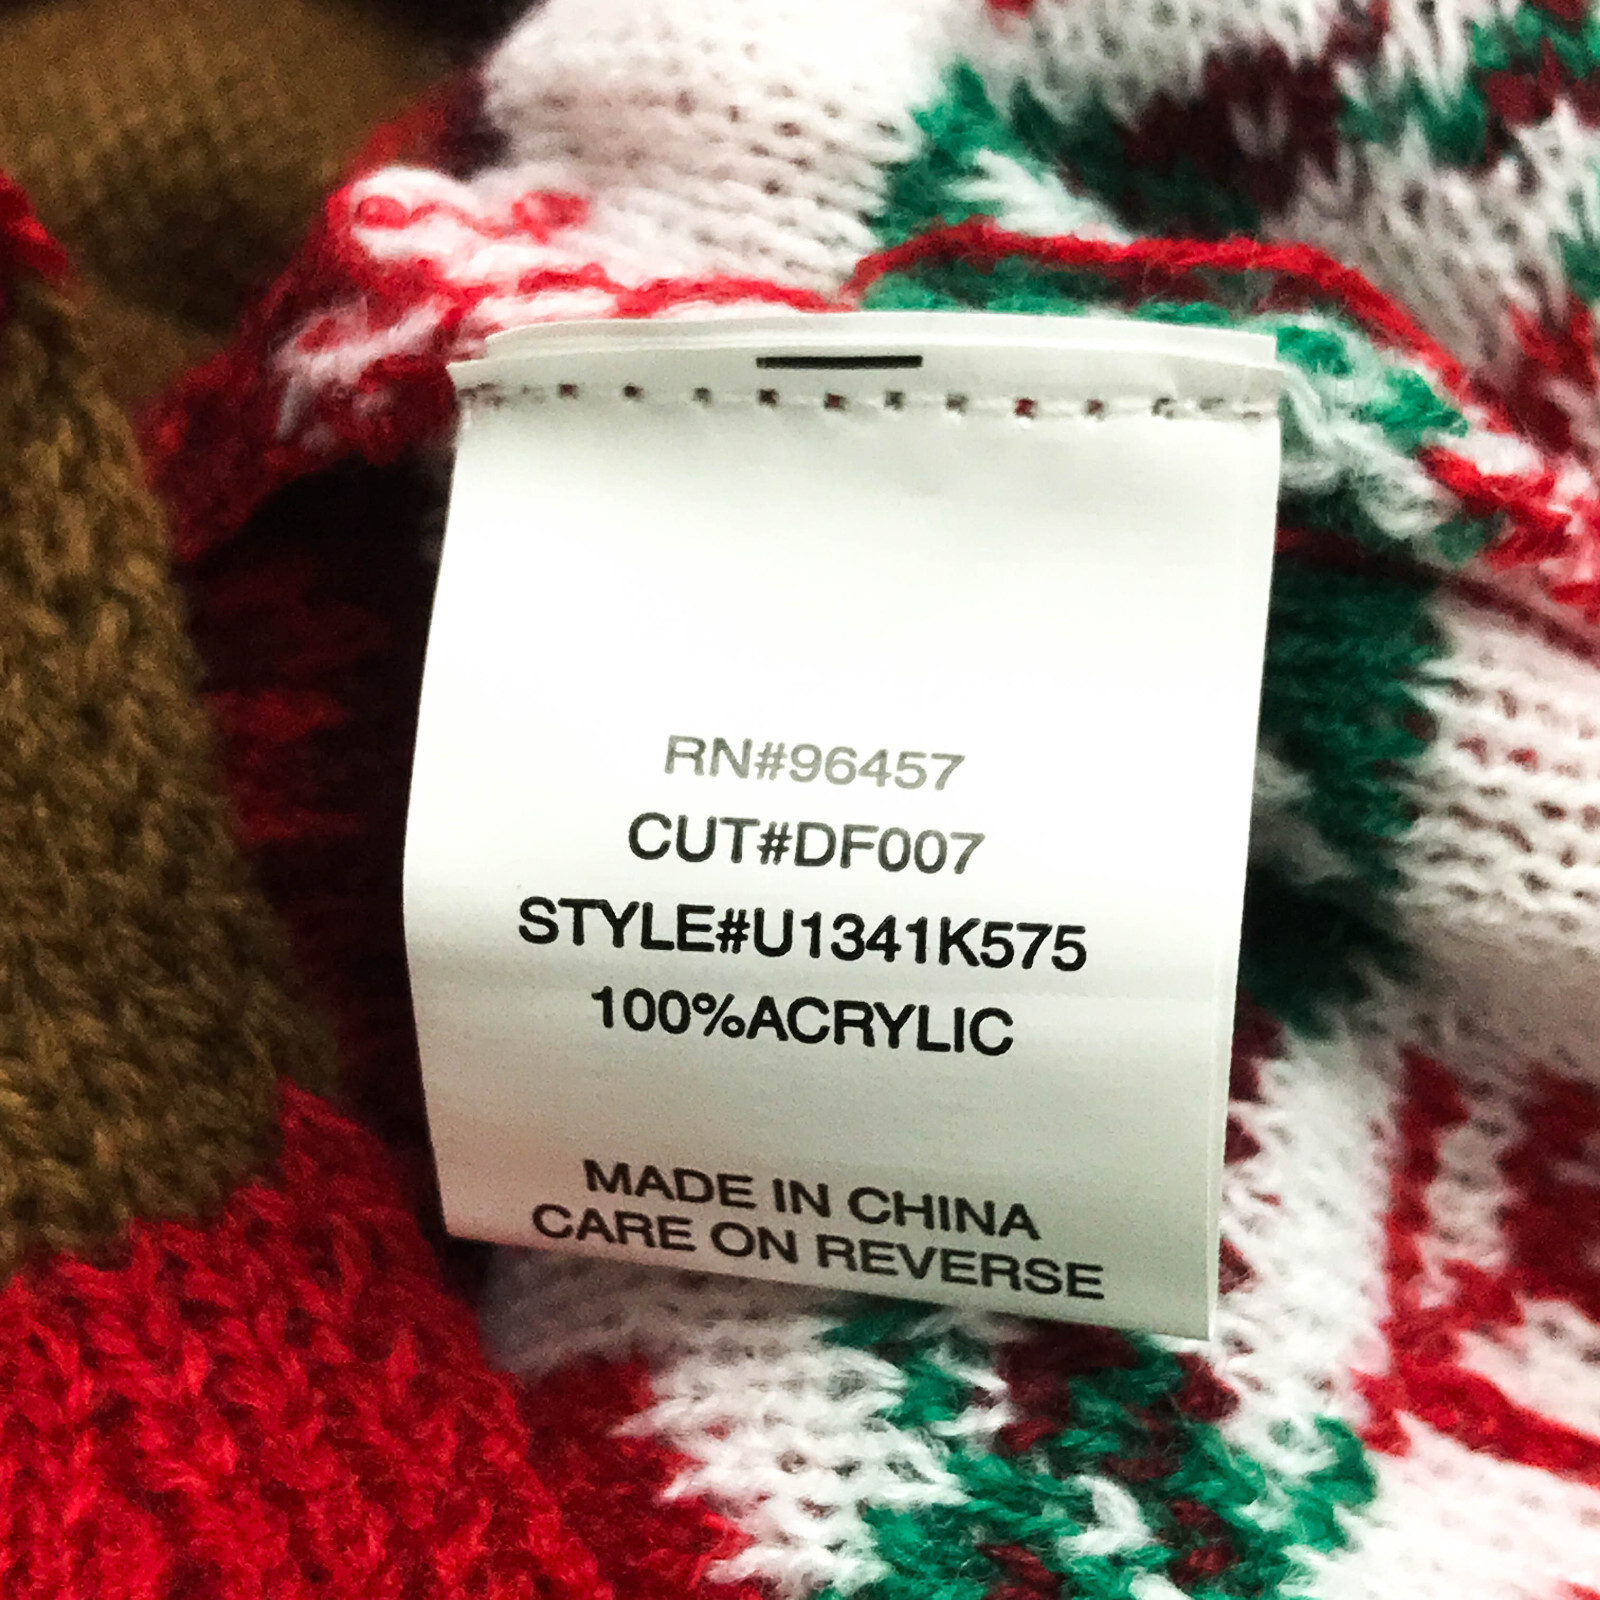 RN#96457
CUT#DF007
STYLE#U1341K575
100%ACRYLIC
MADE IN CHINA
CARE ON REVERSE